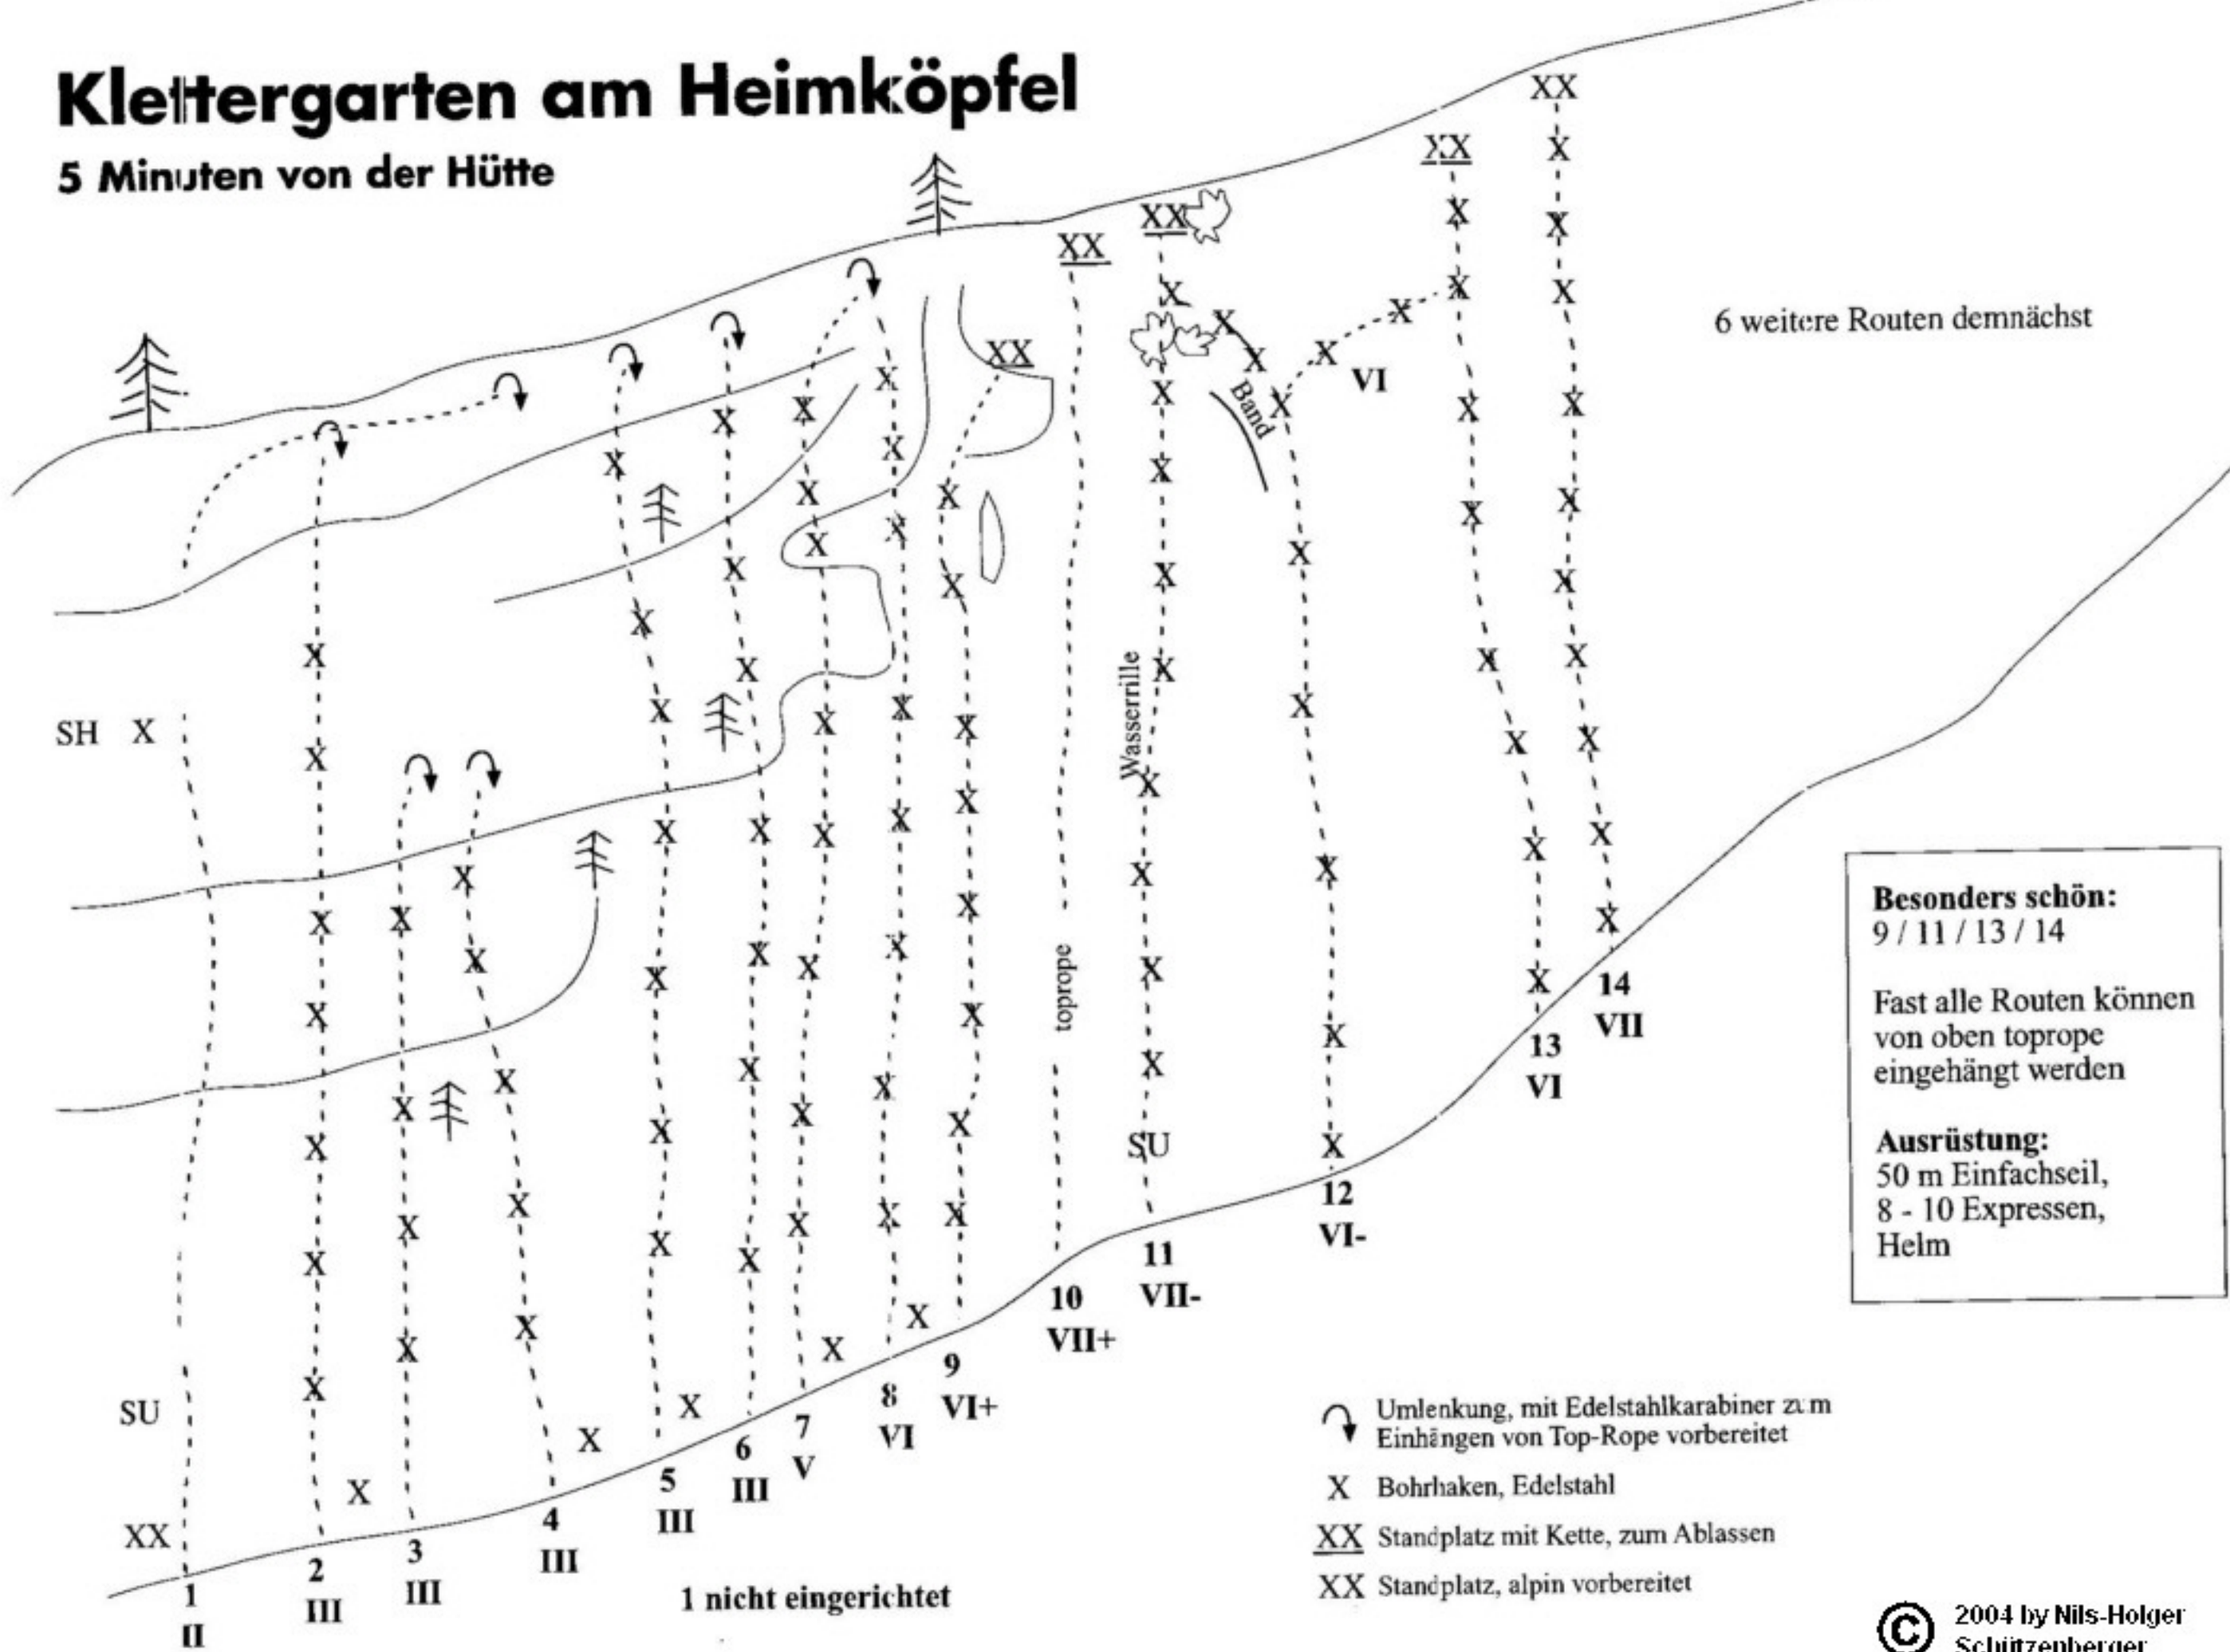 Klettergarten am Heimköpfel
5 Minuten von der Hütte
6 weitere Routen demnächst
XX
XX
XX
XX
XX
VI
Band
Wasserrille
toprope
SH X
SU
XX
SU
1
II
2
III
3
III
4
III
5
III
6
III
7
V
8
VI
9
VI+
10
VII+
11
VII-
12
VI-
13
VI
14
VII
1 nicht eingerichtet
Besonders schön:
9 / 11 / 13 / 14
Fast alle Routen können
von oben toprope
eingehängt werden
Ausrüstung:
50 m Einfachseil,
8 - 10 Expressen,
Helm
Umlenkung, mit Edelstahlkarabiner zum
Einhängen von Top-Rope vorbereitet
X Bohrhaken, Edelstahl
XX Standplatz mit Kette, zum Ablassen
XX Standplatz, alpin vorbereitet
© 2004 by Nils-Holger
Schützenberger